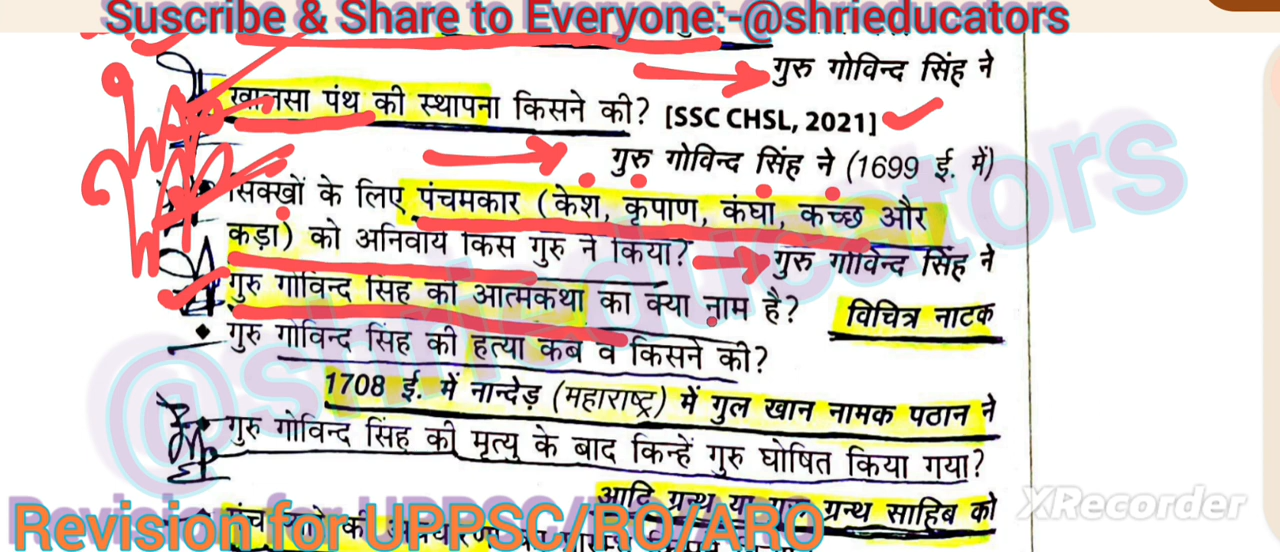 Suscribe & Share to Everyone:-@shrieducators
गुरु गोविन्द सिंह ने
खालसा पंथ की स्थापना किसने की? [SSC CHSL, 2021]
गुरु गोविन्द सिंह ने (1699 ई. में)
सिक्खों के लिए पंचमकार (केश, कृपाण, कंघा, कच्छ और
कड़ा) को अनिवार्य किस गुरु ने किया? गुरु गोविन्द सिंह ने
गुरु गोविन्द सिंह की आत्मकथा का क्या नाम है? विचित्र नाटक
◆ गुरु गोविन्द सिंह की हत्या कब व किसने की?
1708 ई. में नान्देड़ (महाराष्ट्र) में गुल खान नामक पठान ने
गुरु गोविन्द सिंह की मृत्यु के बाद किन्हें गुरु घोषित किया गया?
आदि ग्रन्थ या गुरु ग्रन्थ साहिब को
@shrieducators
XRecorder
Revision for UPPSC/RO/ARO